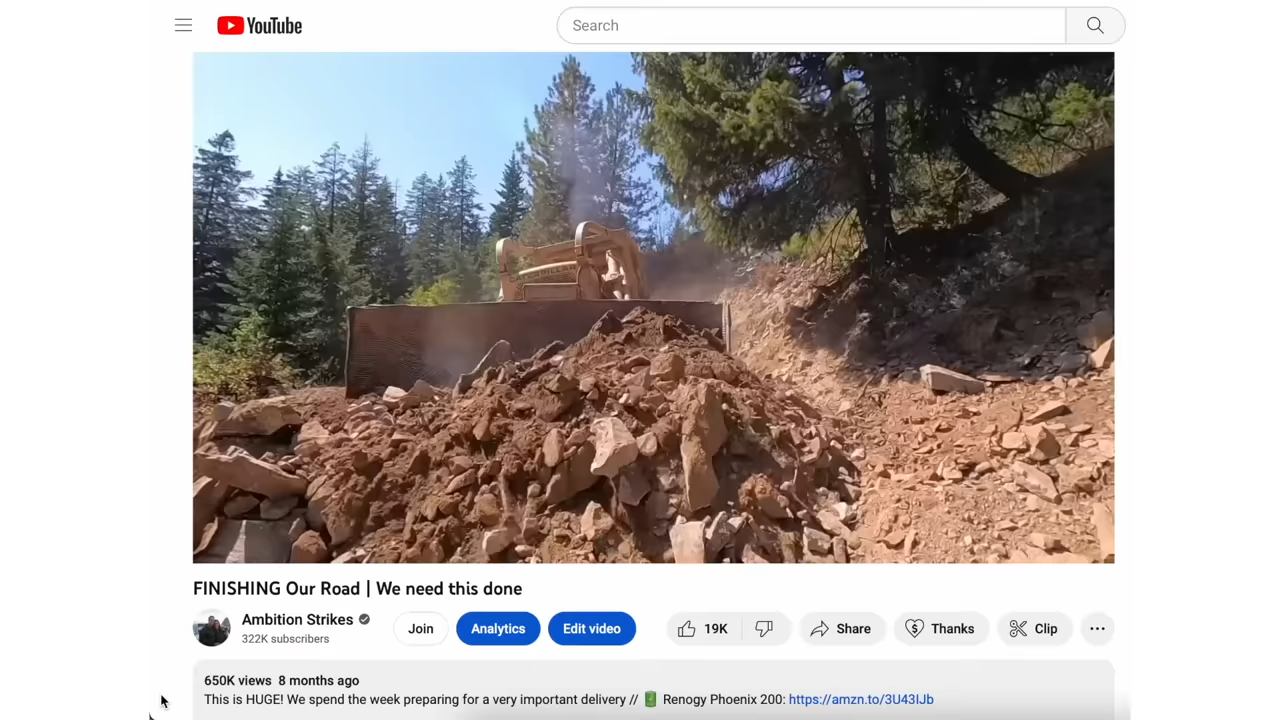 YouTube
Search
CATERPILLAR
FINISHING Our Road | We need this done
Ambition Strikes
322K subscribers
Join
Analytics
Edit video
19K
Share
Thanks
Clip
650K views 8 months ago
This is HUGE! We spend the week preparing for a very important delivery // Renogy Phoenix 200: https://amzn.to/3U43IJb